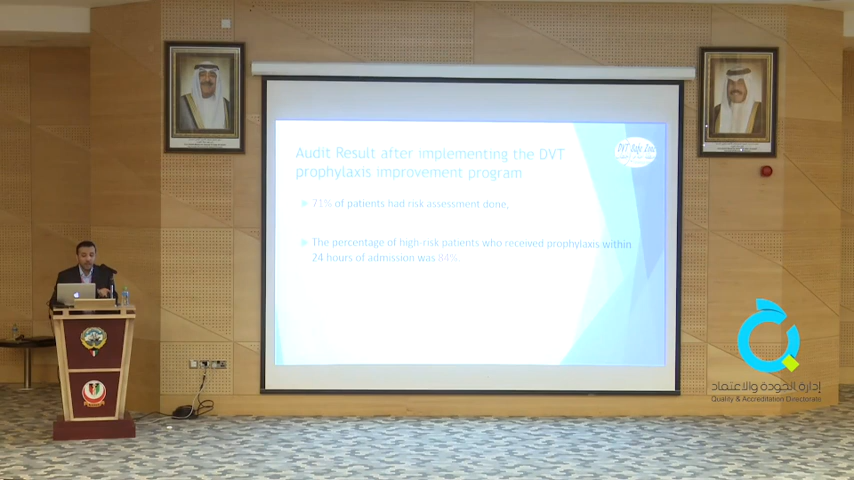 Audit Result after implementing the DVT
prophylaxis improvement program
71% of patients had risk assessment done,
The percentage of high-risk patients who received prophylaxis within
24 hours of admission was 84%.
إدارة الجودة والاعتماد
Quality & Accreditation Directorate